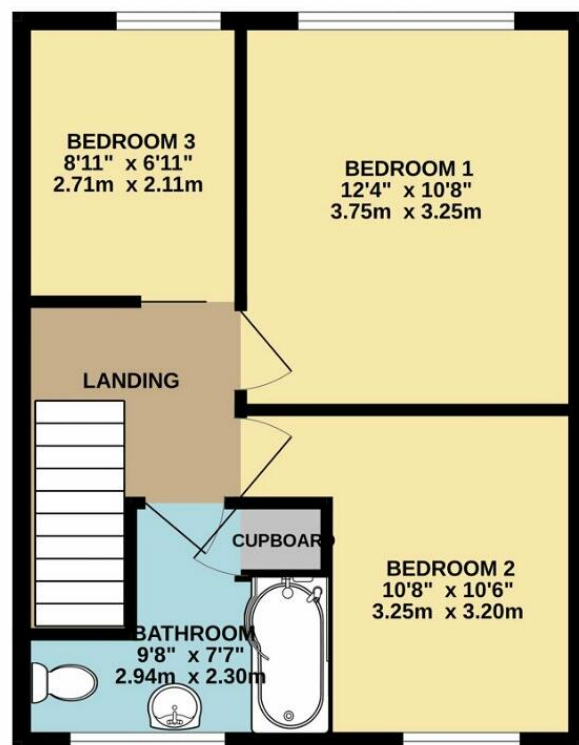 BEDROOM 3
8'11" x 6'11"
2.71m x 2.11m
BEDROOM 1
12'4" x 10'8"
3.75m x 3.25m
LANDING
CUPBOARD
BEDROOM 2
10'8" x 10'6"
3.25m x 3.20m
BATHROOM
9'8" x 7'7"
2.94m x 2.30m